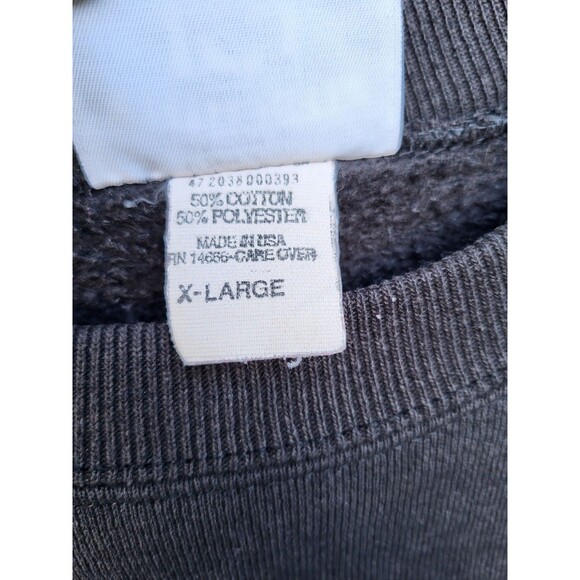 47 2038000393
50% COTTON
50% POLYESTER
MADE IN USA
RN 14656-CARE OVER
X-LARGE